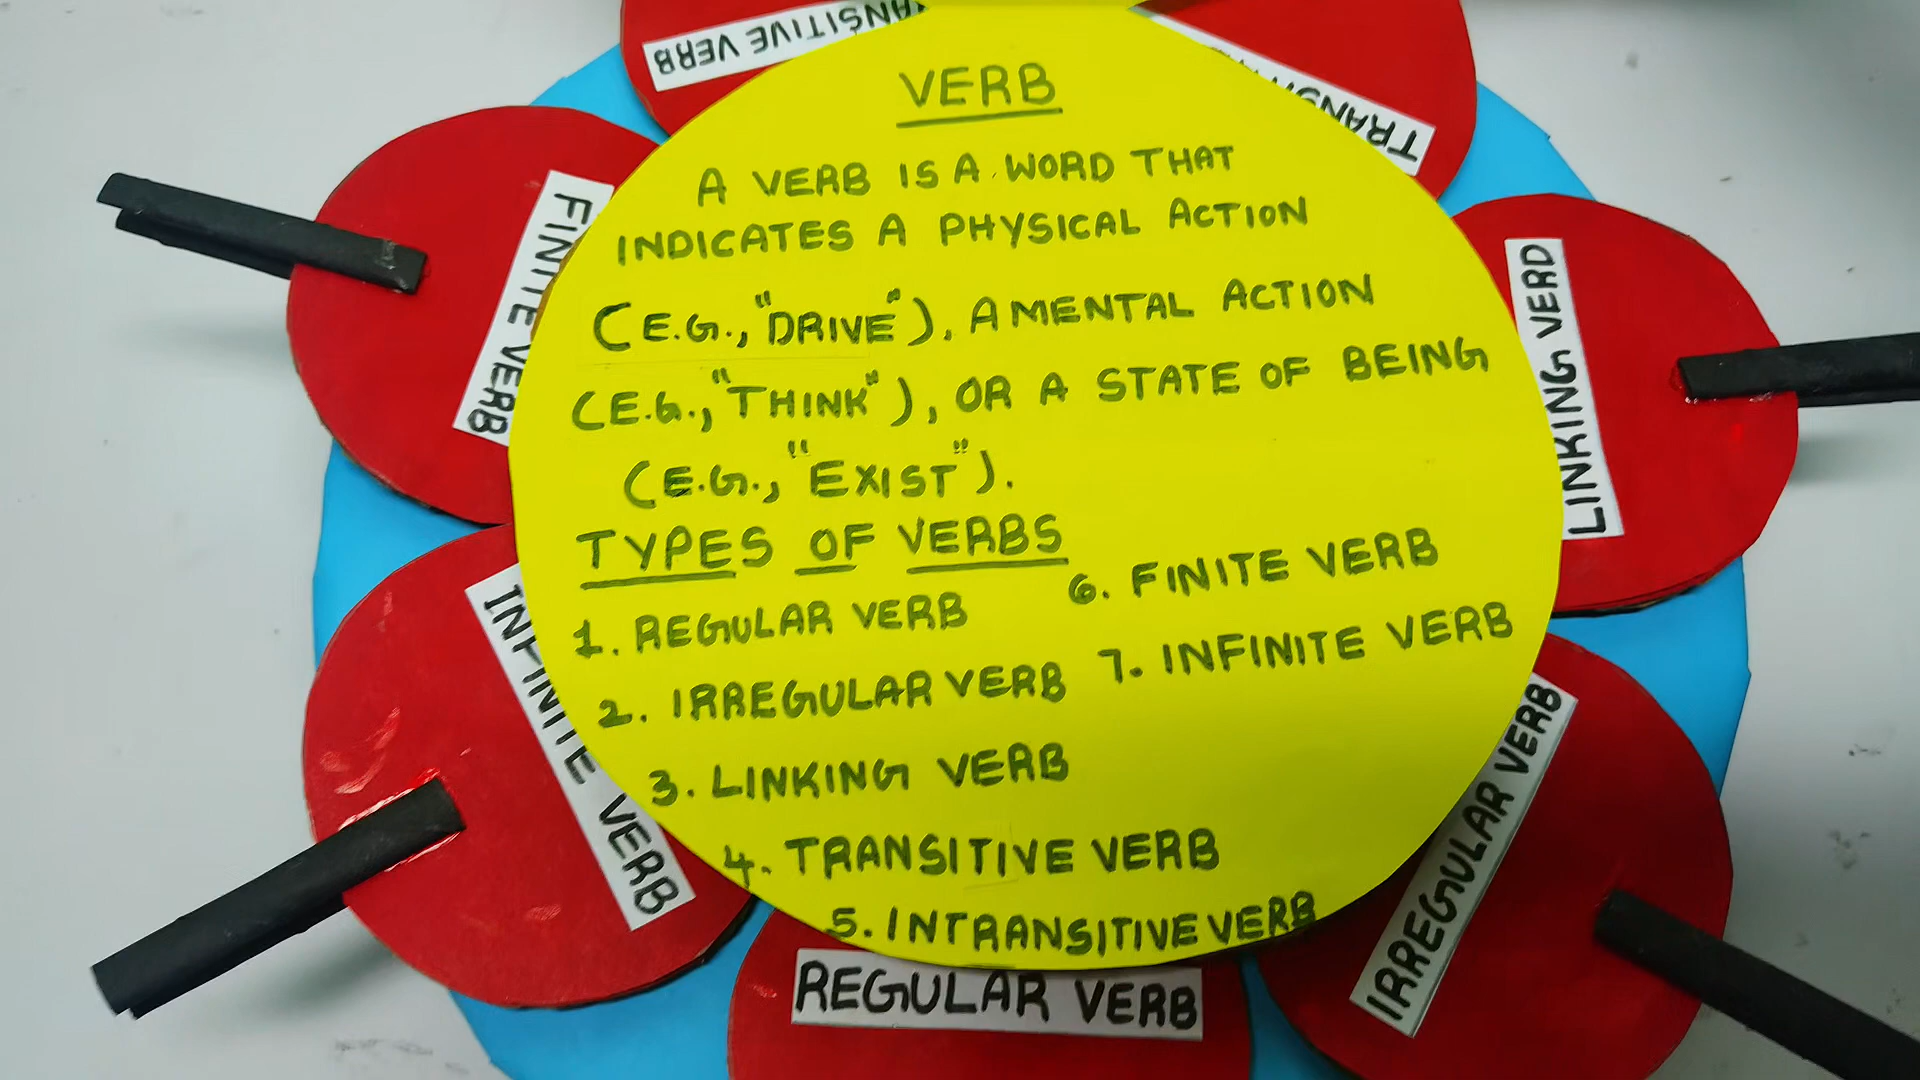 VERB
A VERB IS A WORD THAT
INDICATES A PHYSICAL ACTION
(E.G., "DRIVE"), A MENTAL ACTION
(E.G., "THINK"), OR A STATE OF BEING
(E.G., "EXIST").
TYPES OF VERBS
1. REGULAR VERB
2. IRREGULAR VERB
3. LINKING VERB
4. TRANSITIVE VERB
5. INTRANSITIVE VERB
6. FINITE VERB
7. INFINITE VERB
REGULAR VERB
IRREGULAR VERB
LINKING VERD
VERB
FINITE VERB
INFINITE VERB